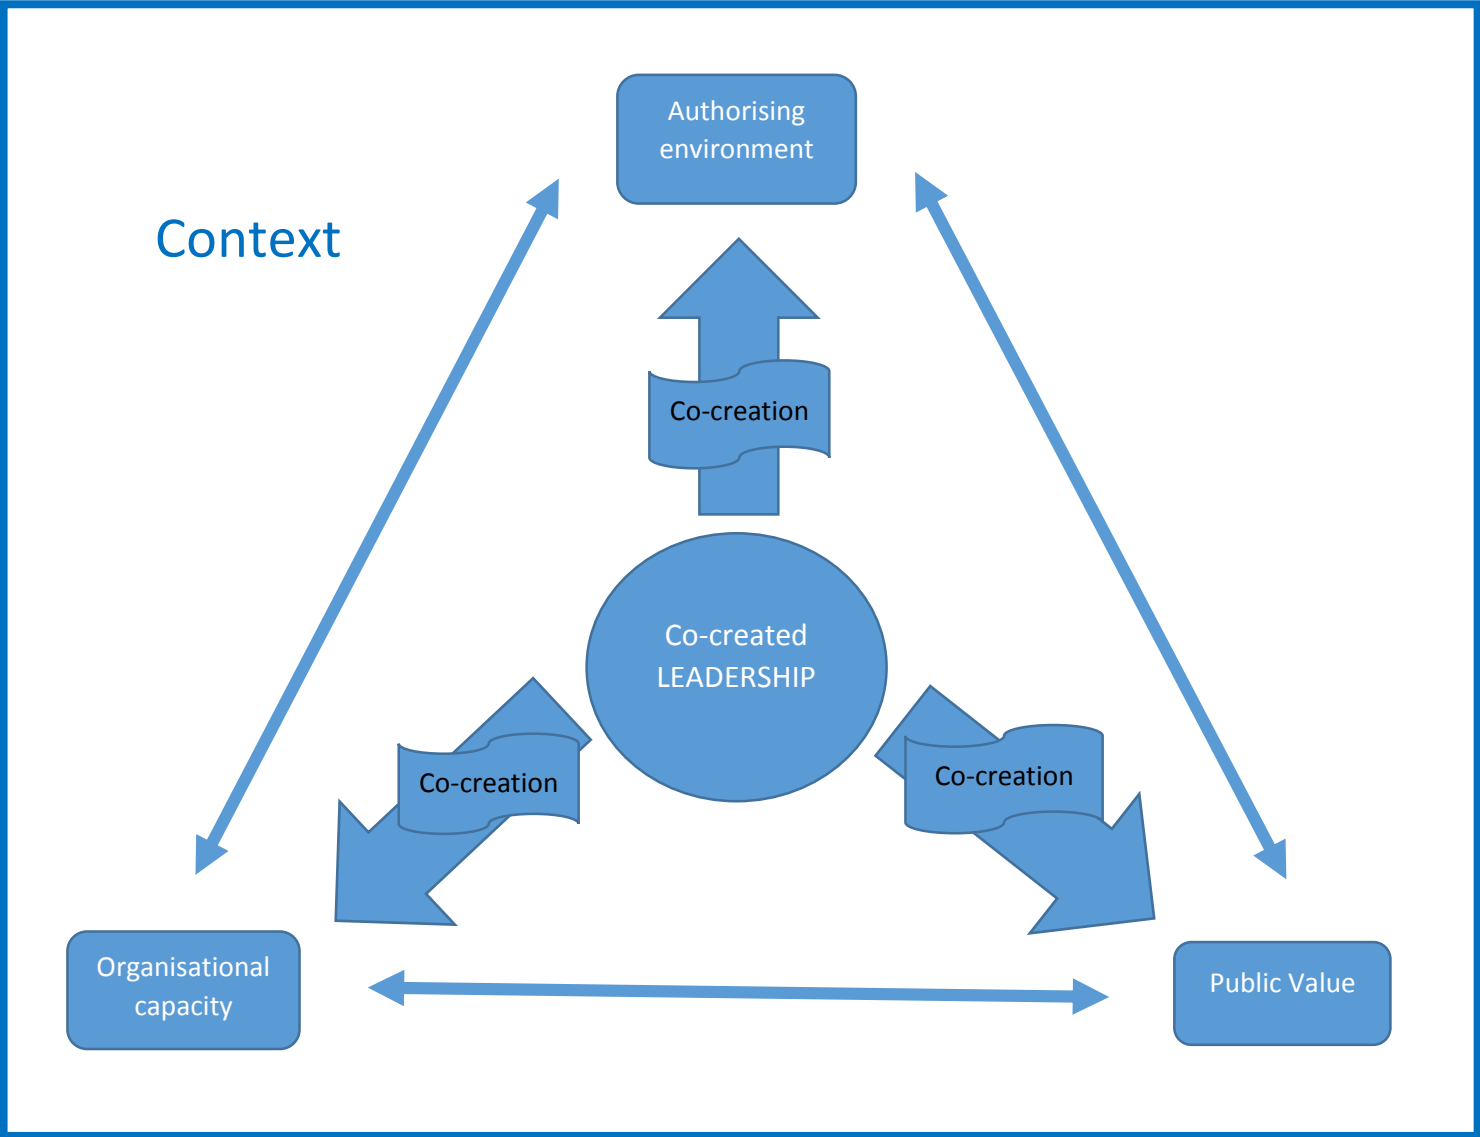 Authorising
environment
Context
Co-creation
Co-created
LEADERSHIP
Co-creation
Co-creation
Organisational
capacity
Public Value